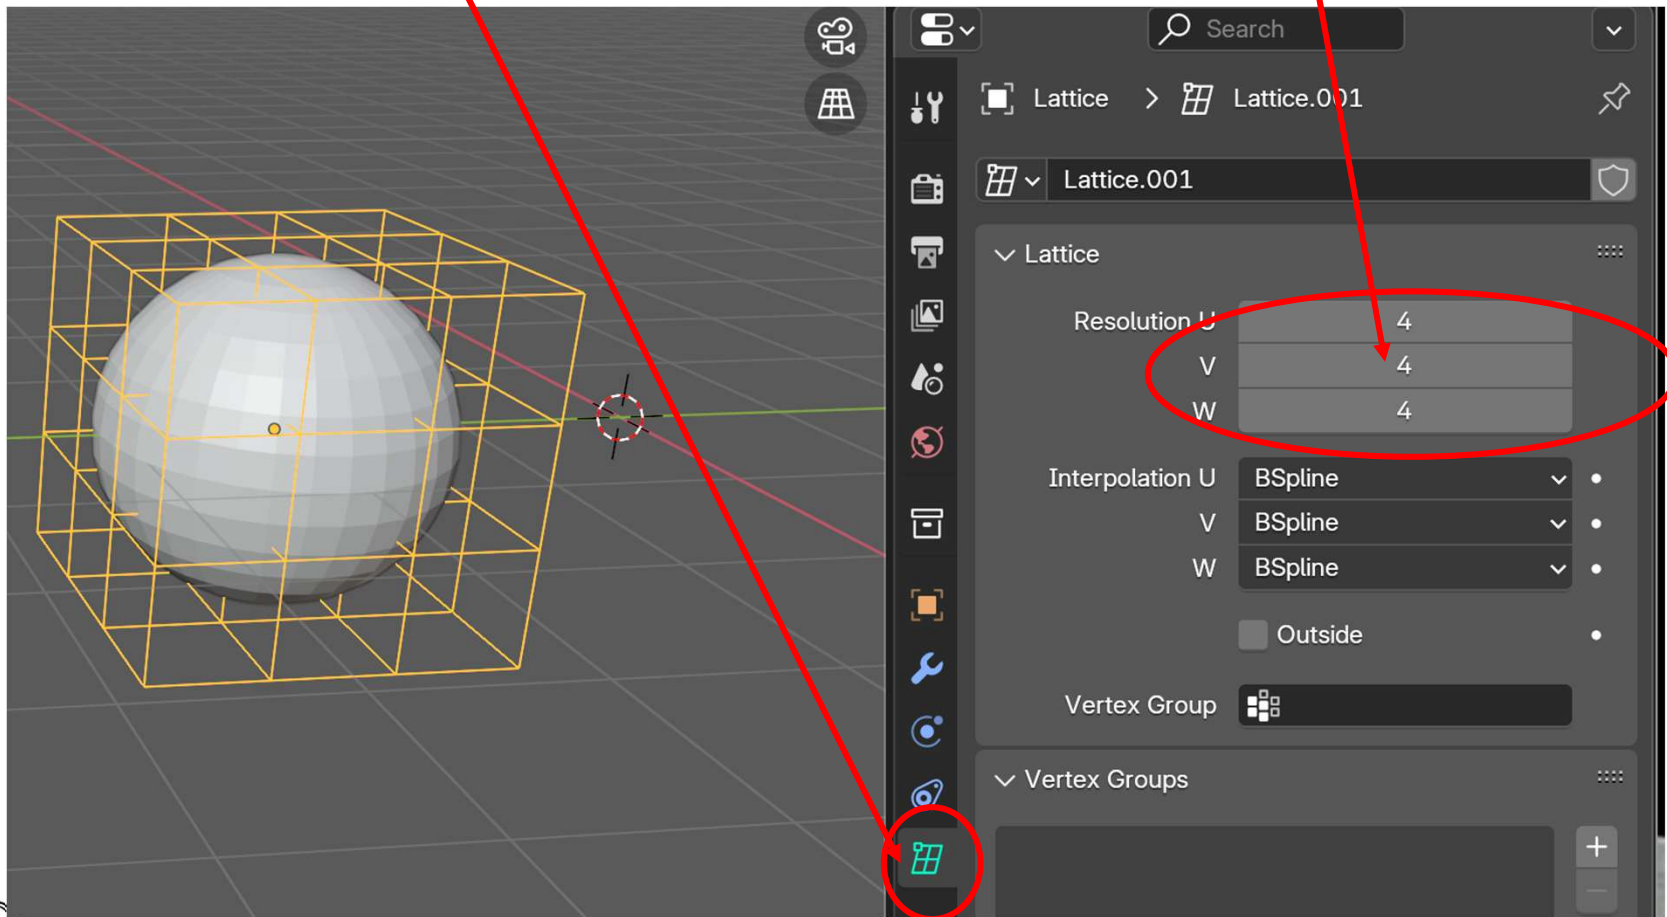 Search
Lattice > Lattice.001
Lattice.001
Lattice
Resolution U 4
V 4
W 4
Interpolation U BSpline
V BSpline
W BSpline
Outside
Vertex Group
Vertex Groups